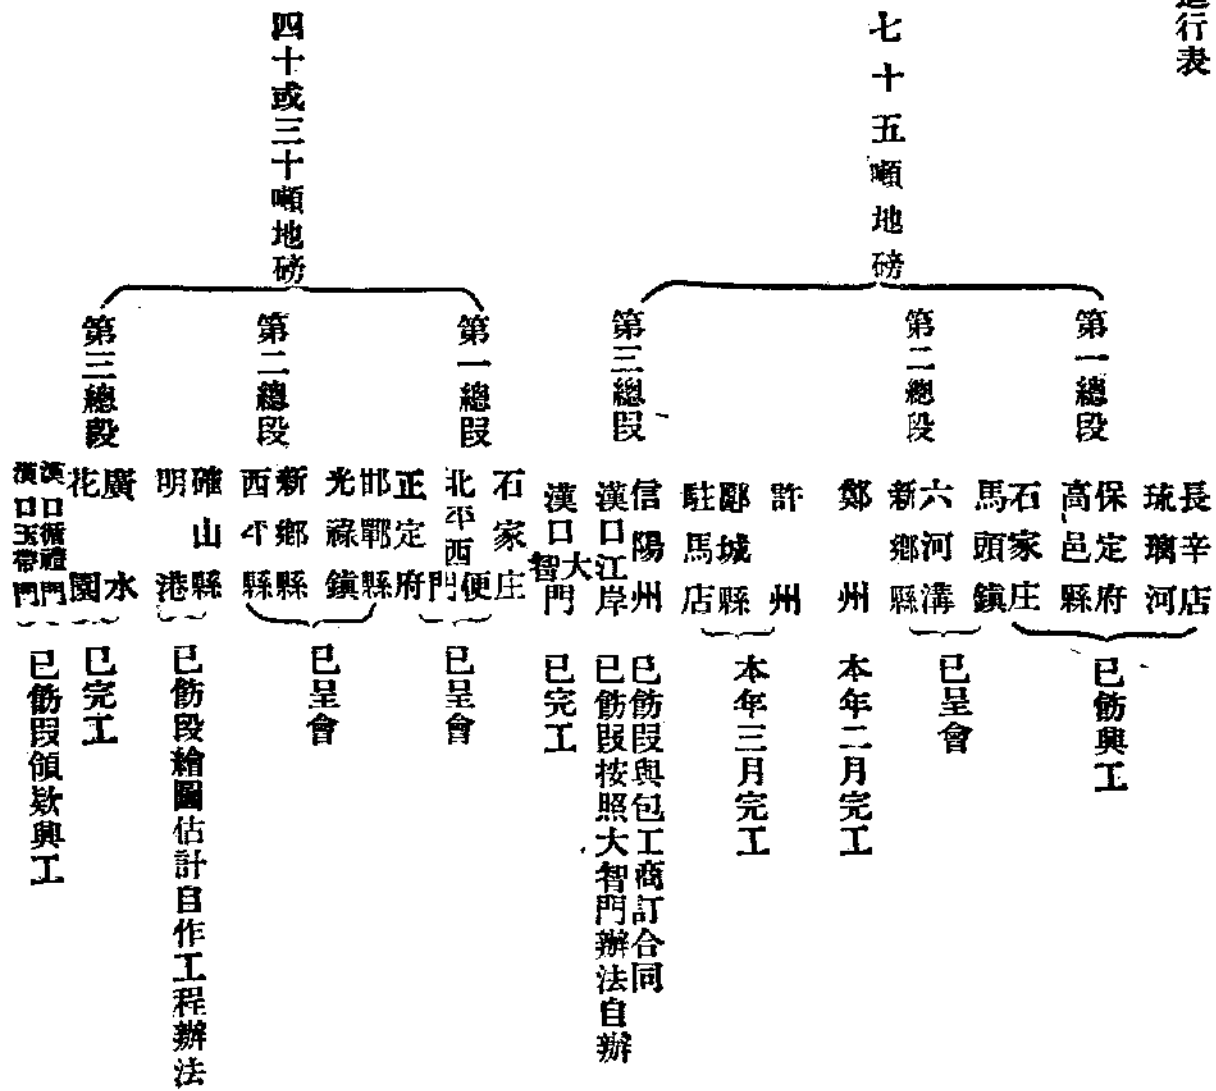 行表
七十五噸地磅
第一總段
長辛店
琉璃河
保定府
高邑縣
石家庄
已飭興工
第二總段
馬頭鎮
六河溝
新鄉縣
已呈會
鄭州
本年二月完工
許州
郾城縣
駐馬店
本年三月完工
第三總段
信陽州
已飭段與包工商訂合同
漢口江岸
已飭段按照大智門辦法自辦
漢口大智門
已完工
四十或三十噸地磅
第一總段
石家庄
北平西便門
已呈會
正定府
第二總段
邯鄲縣
光祿鎮
新鄉縣
西平縣
已呈會
確山縣
明港
已飭段繪圖估計自作工程辦法
第三總段
廣水
花園
已完工
漢口循禮門
漢口玉帶門
已飭段領欵興工